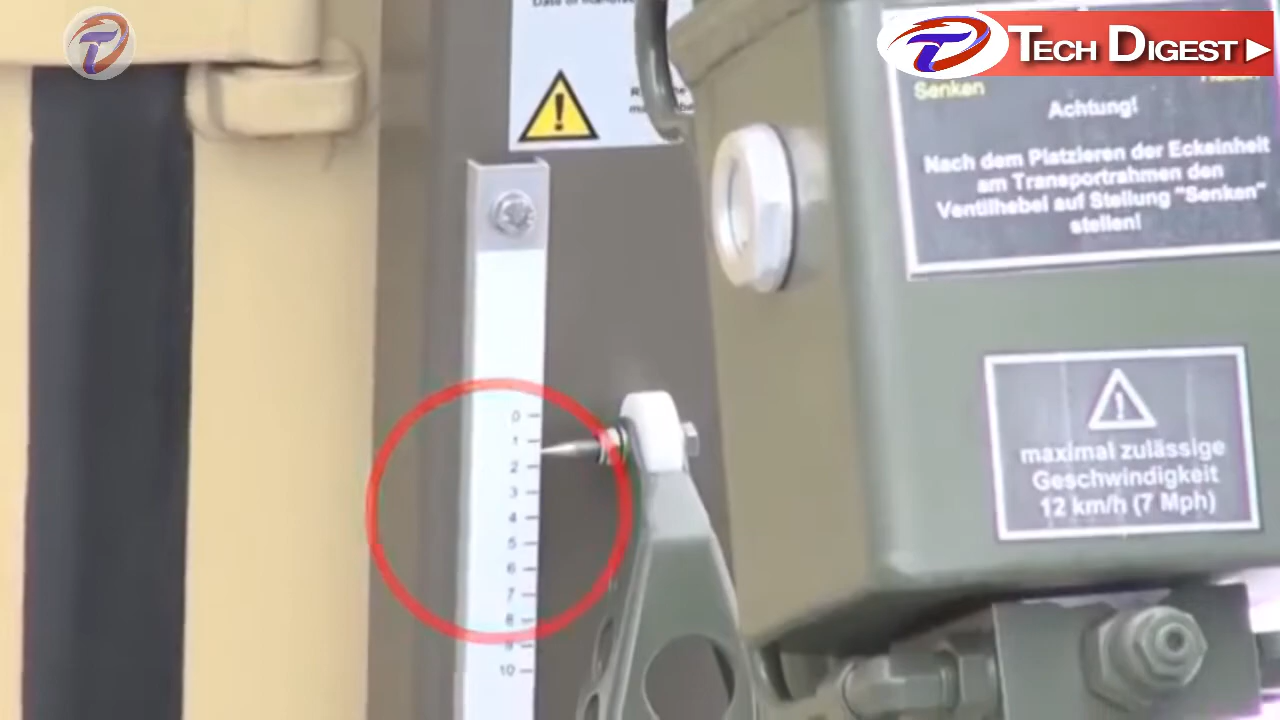 TECH DIGEST
Senken
Achtung!
Nach dem Platzieren der Eckeinheit
am Transportrahmen den
Ventilhebel auf Stellung "Senken"
stellen!
maximal zulässige
Geschwindigkeit
12 km/h (7 Mph)
0
1
2
3
4
5
6
7
8
9
10